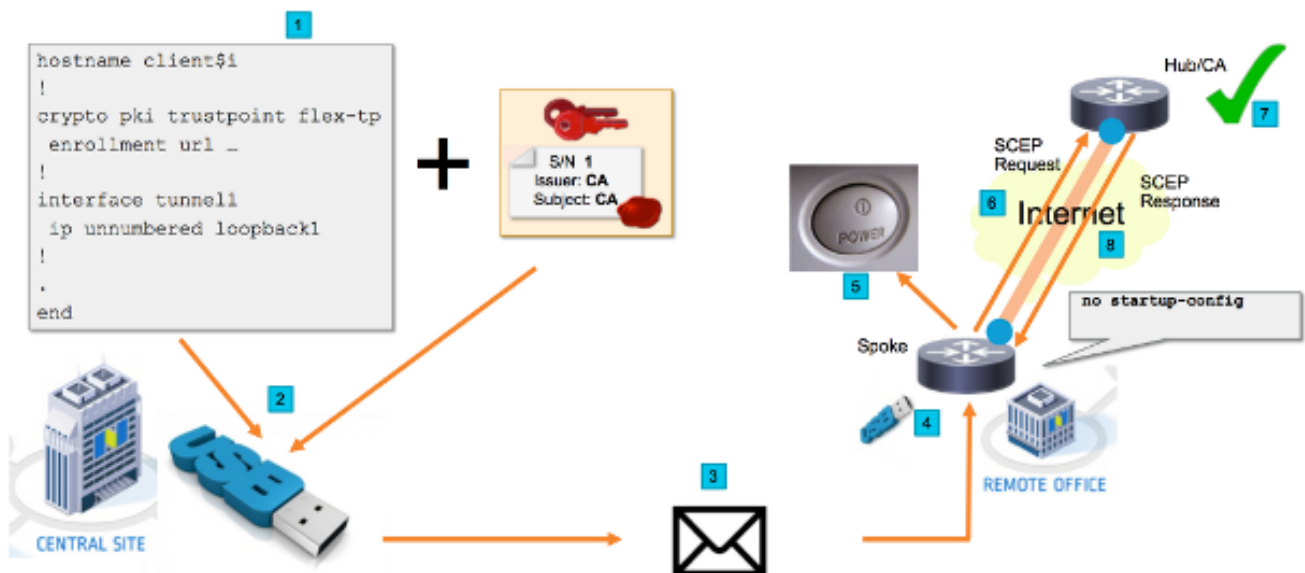 1
hostname client$i
!
crypto pki trustpoint flex-tp
enrollment url …
!
interface tunnel1
ip unnumbered loopback1
!
.
end
S/N 1
Issuer: CA
Subject: CA
2
USB
CENTRAL SITE
3
4
5
POWER
Spoke
REMOTE OFFICE
no startup-config
6
SCEP
Request
Internet
Hub/CA
7
SCEP
Response
8